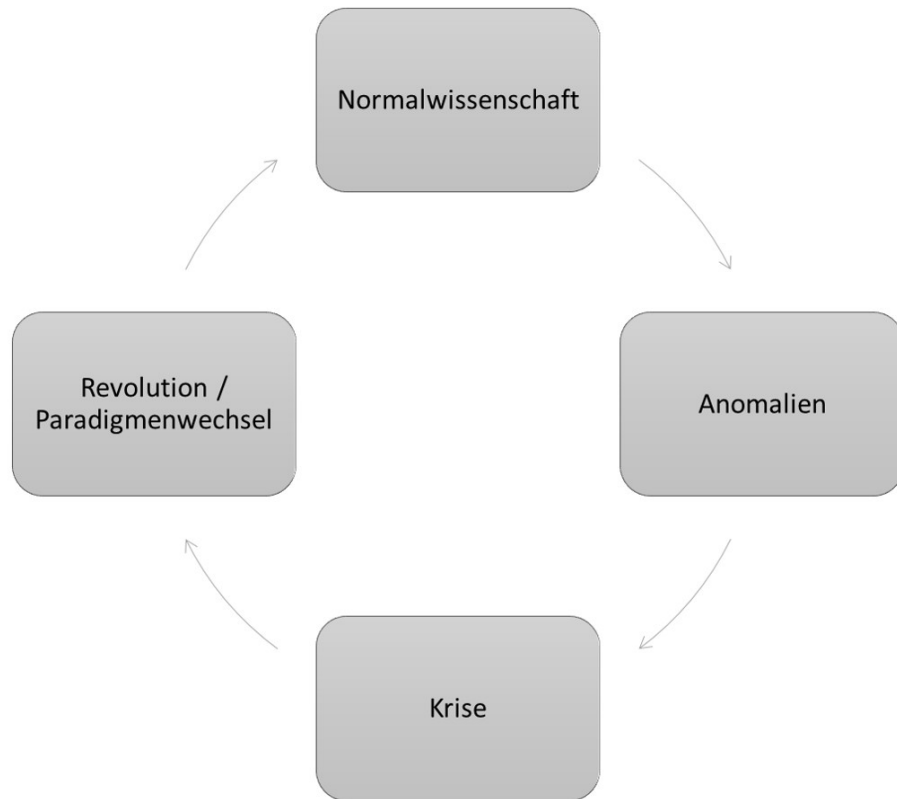 Normalwissenschaft
Revolution /
Paradigmenwechsel
Anomalien
Krise